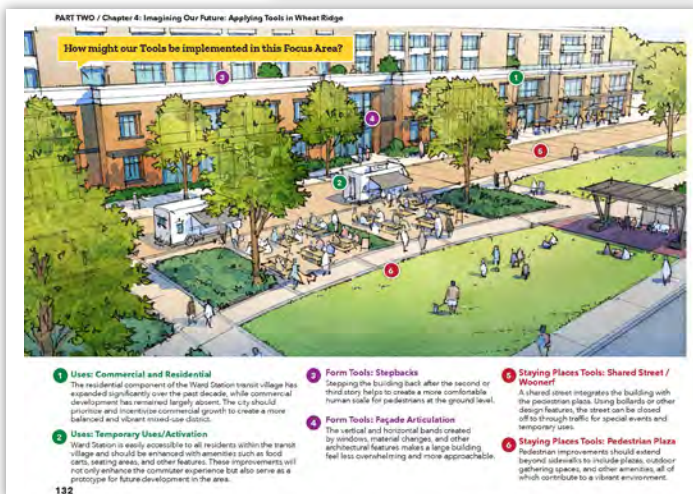 PART TWO / Chapter 4: Imagining Our Future: Applying Tools in Wheat Ridge
How might our Tools be implemented in this Focus Area?
3
1
4
5
2
6
1 Uses: Commercial and Residential
The residential component of the Ward Station transit village has
expanded significantly over the past decade, while commercial
development has remained largely absent. The city should
prioritize and incentivize commercial growth to create a more
balanced and vibrant mixed-use district.
2 Uses: Temporary Uses/Activation
Ward Station is easily accessible to all residents within the transit
village and should be enhanced with amenities such as food
carts, seating areas, and other features. These improvements will
not only enhance the commuter experience but also serve as a
prototype for future development in the area.
132
3 Form Tools: Stepbacks
Stepping the building back after the second or
third story helps to create a more comfortable
human scale for pedestrians at the ground level.
4 Form Tools: Façade Articulation
The vertical and horizontal bands created
by windows, material changes, and other
architectural features makes a large building
feel less overwhelming and more approachable.
5 Staying Places Tools: Shared Street /
Woonerf
A shared street integrates the building with
the pedestrian plaza. Using bollards or other
design features, the street can be closed
off to through traffic for special events and
temporary uses.
6 Staying Places Tools: Pedestrian Plaza
Pedestrian improvements should extend
beyond sidewalks to include plazas, outdoor
gathering spaces, and other amenities, all of
which contribute to a vibrant environment.